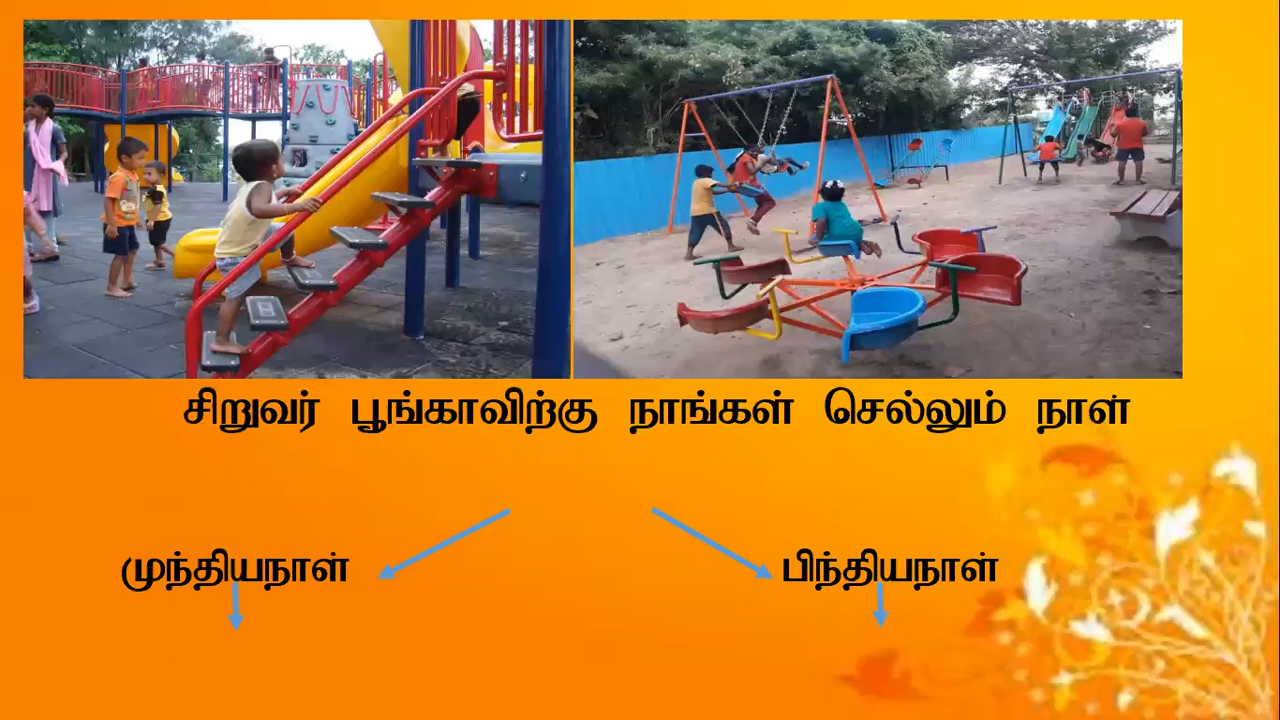 சிறுவர் பூங்காவிற்கு நாங்கள் செல்லும் நாள்
முந்தியநாள்
பிந்தியநாள்